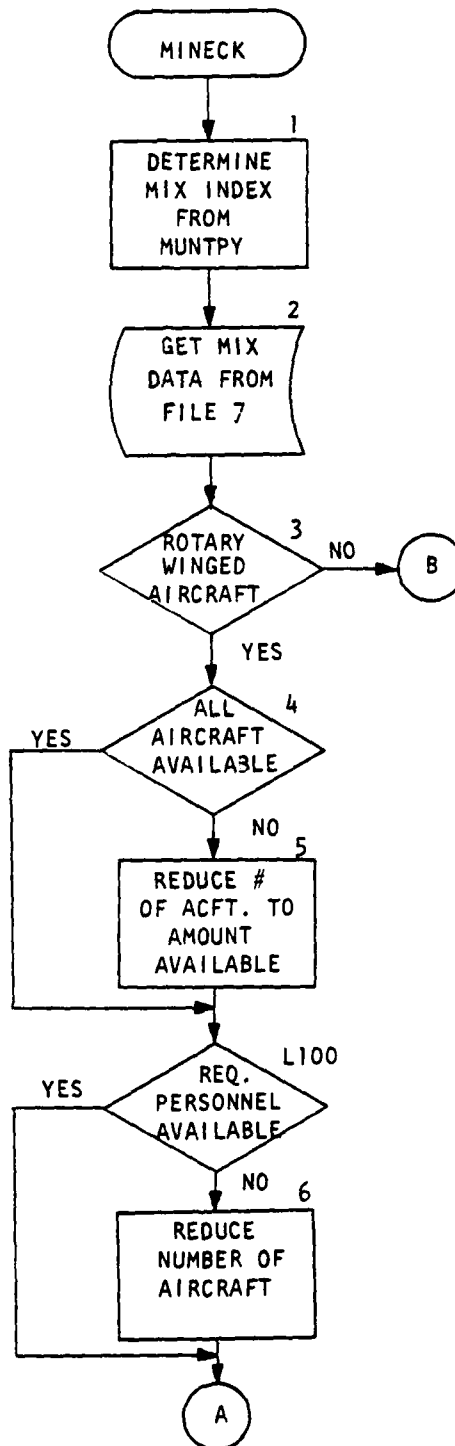 MINECK
1
DETERMINE
MIX INDEX
FROM
MUNTPY
2
GET MIX
DATA FROM
FILE 7
3
ROTARY
WINGED
AIRCRAFT
NO
B
YES
4
ALL
AIRCRAFT
AVAILABLE
YES
NO
5
REDUCE #
OF ACFT. TO
AMOUNT
AVAILABLE
L100
REQ.
PERSONNEL
AVAILABLE
YES
NO
6
REDUCE
NUMBER OF
AIRCRAFT
A